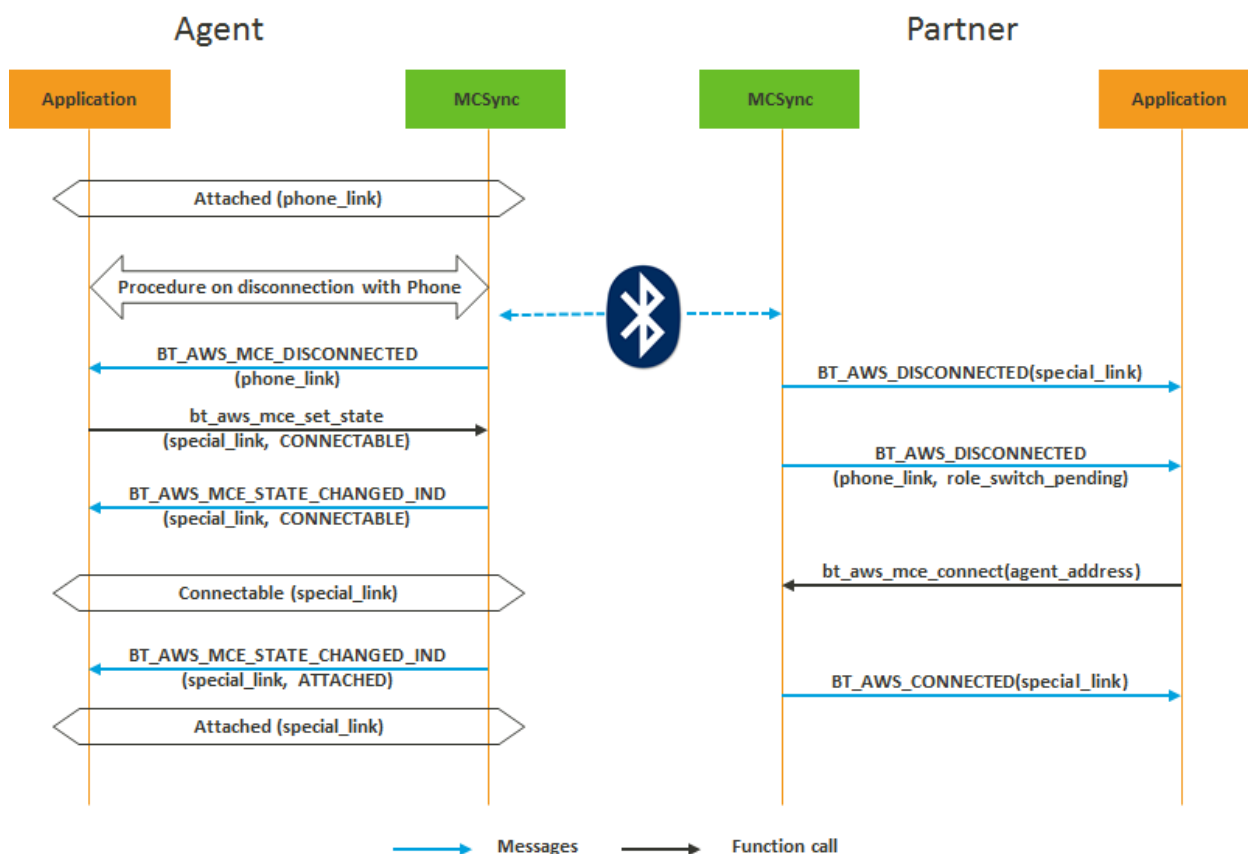 Agent
Partner
Application
MCSync
MCSync
Application
Attached (phone_link)
Procedure on disconnection with Phone
BT_AWS_MCE_DISCONNECTED
(phone_link)
BT_AWS_DISCONNECTED(special_link)
bt_aws_mce_set_state
(special_link, CONNECTABLE)
BT_AWS_DISCONNECTED
(phone_link, role_switch_pending)
BT_AWS_MCE_STATE_CHANGED_IND
(special_link, CONNECTABLE)
bt_aws_mce_connect(agent_address)
Connectable (special_link)
BT_AWS_MCE_STATE_CHANGED_IND
(special_link, ATTACHED)
BT_AWS_CONNECTED(special_link)
Attached (special_link)
Messages
Function call